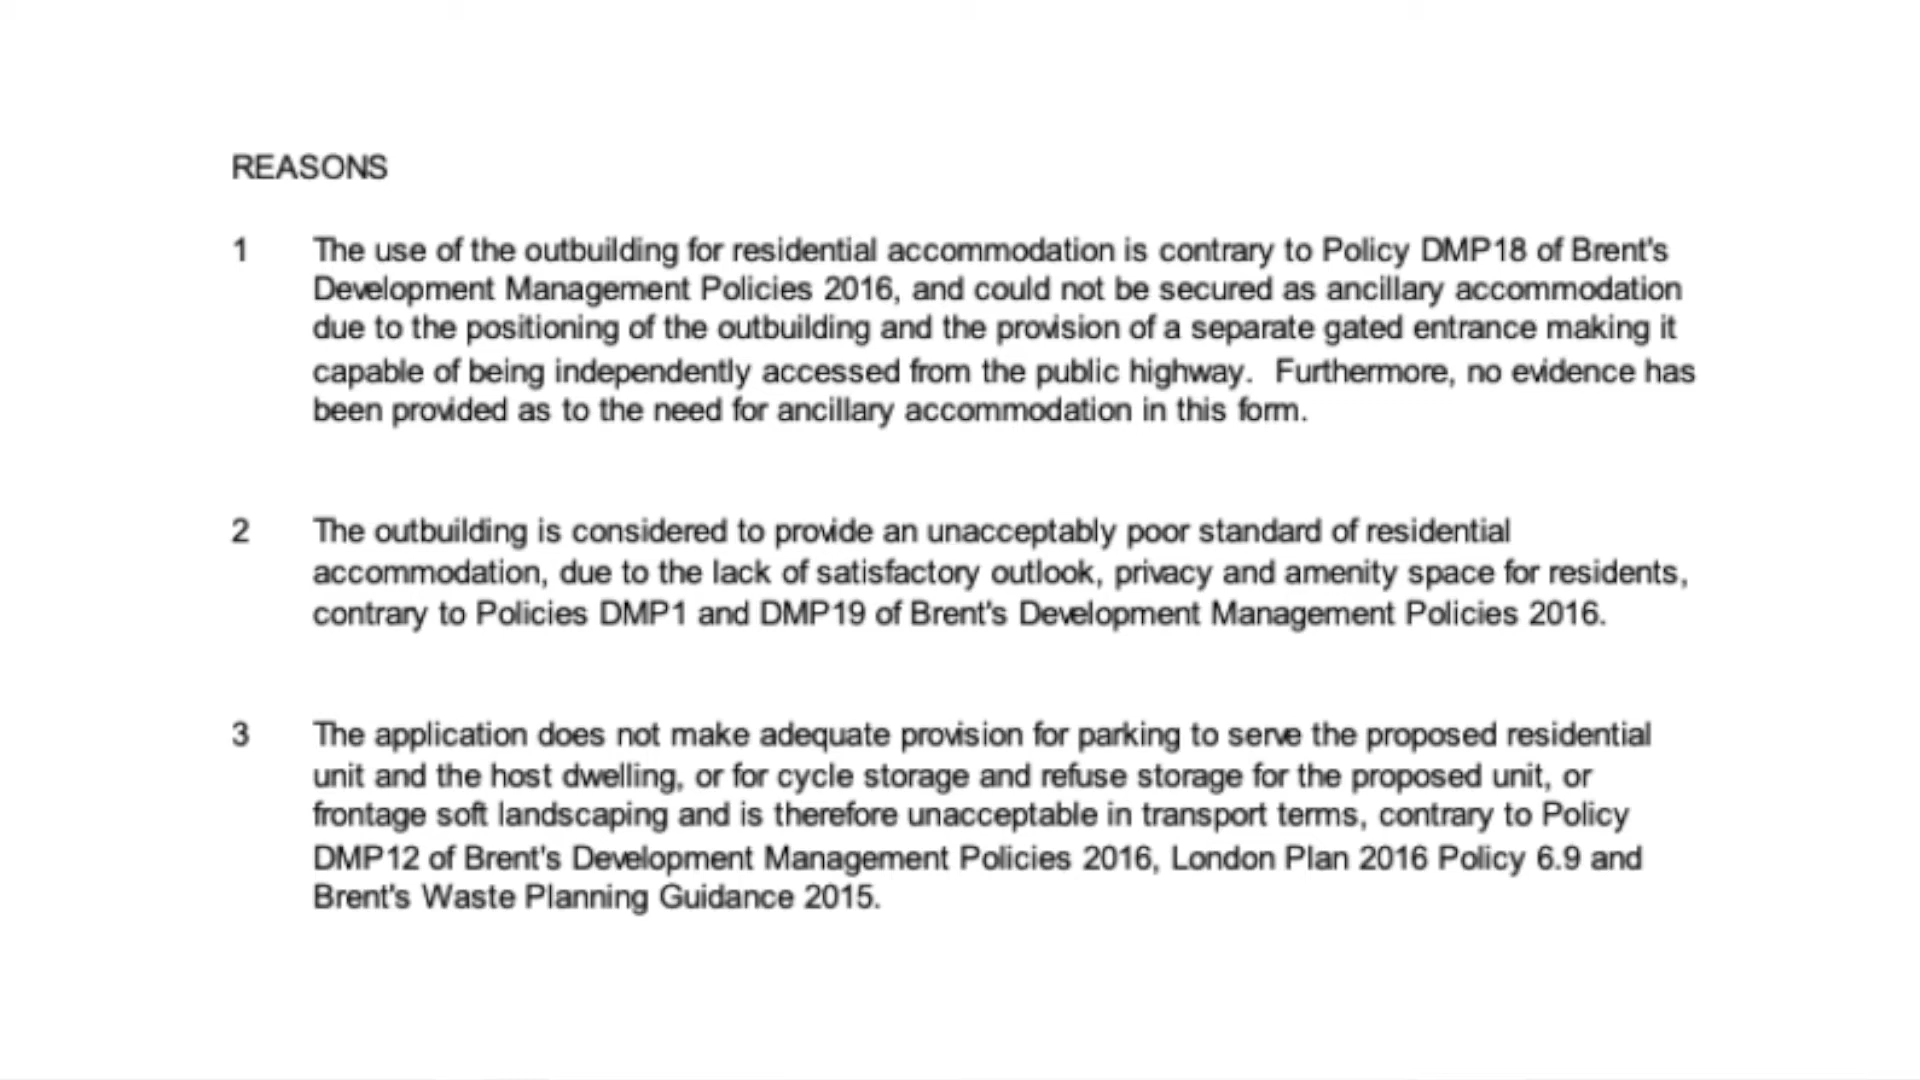 REASONS
1 The use of the outbuilding for residential accommodation is contrary to Policy DMP18 of Brent's
Development Management Policies 2016, and could not be secured as ancillary accommodation
due to the positioning of the outbuilding and the provision of a separate gated entrance making it
capable of being independently accessed from the public highway.  Furthermore, no evidence has
been provided as to the need for ancillary accommodation in this form.
2 The outbuilding is considered to provide an unacceptably poor standard of residential
accommodation, due to the lack of satisfactory outlook, privacy and amenity space for residents,
contrary to Policies DMP1 and DMP19 of Brent's Development Management Policies 2016.
3 The application does not make adequate provision for parking to serve the proposed residential
unit and the host dwelling, or for cycle storage and refuse storage for the proposed unit, or
frontage soft landscaping and is therefore unacceptable in transport terms, contrary to Policy
DMP12 of Brent's Development Management Policies 2016, London Plan 2016 Policy 6.9 and
Brent's Waste Planning Guidance 2015.